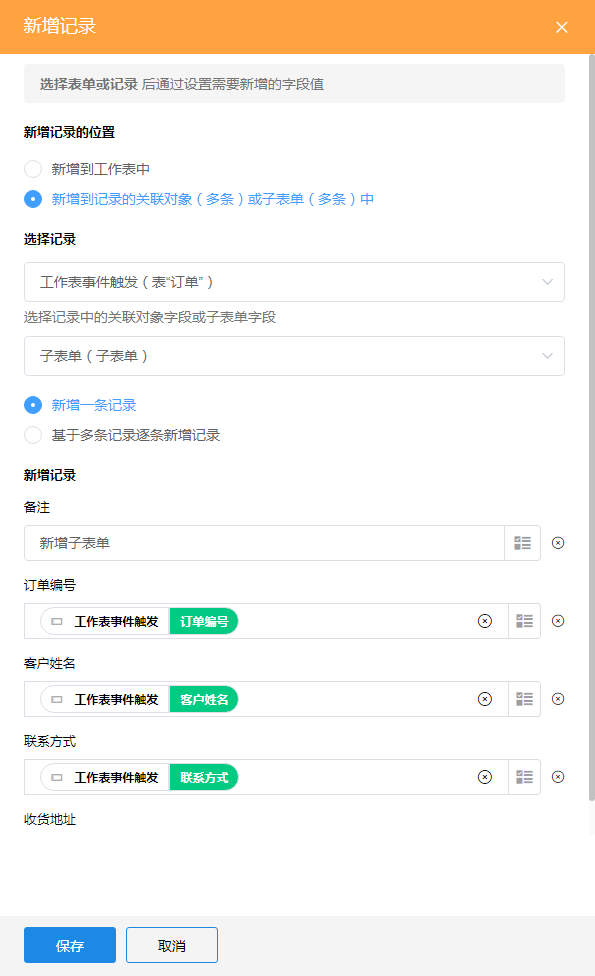 新增记录
选择表单或记录 后通过设置需要新增的字段值
新增记录的位置
新增到工作表中
新增到记录的关联对象（多条）或子表单（多条）中
选择记录
工作表事件触发（表“订单”）
选择记录中的关联对象字段或子表单字段
子表单（子表单）
新增一条记录
基于多条记录逐条新增记录
新增记录
备注
新增子表单
订单编号
工作表事件触发 订单编号
客户姓名
工作表事件触发 客户姓名
联系方式
工作表事件触发 联系方式
收货地址
保存 取消